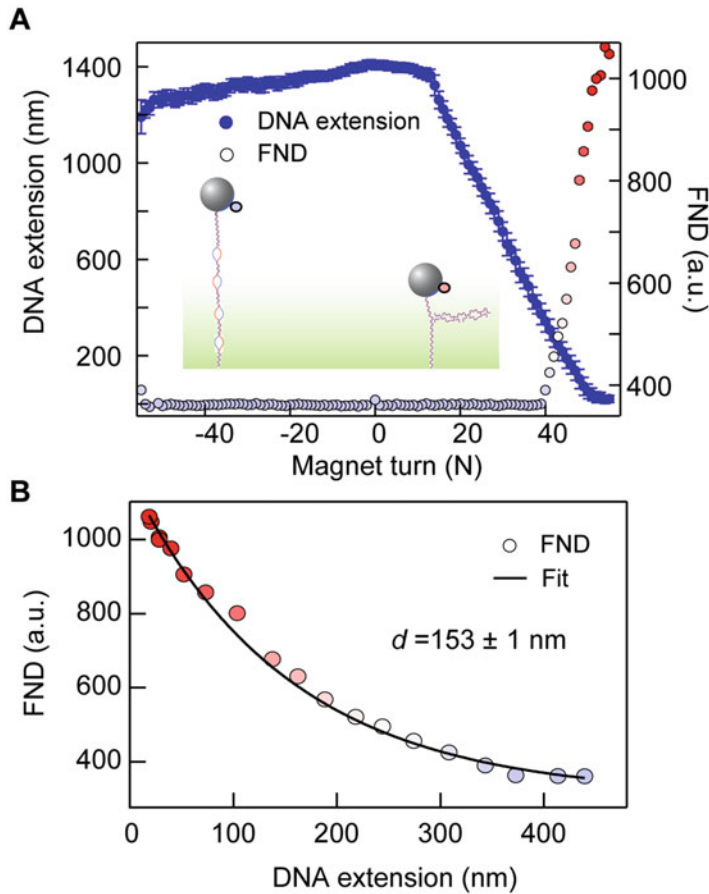 A
1400
1000
600
200
DNA extension (nm)
DNA extension
FND
1000
800
600
400
FND (a.u.)
-40 -20 0 20 40
Magnet turn (N)
B
1000
800
600
400
FND (a.u.)
FND
Fit
d =153 ± 1 nm
0 100 200 300 400
DNA extension (nm)